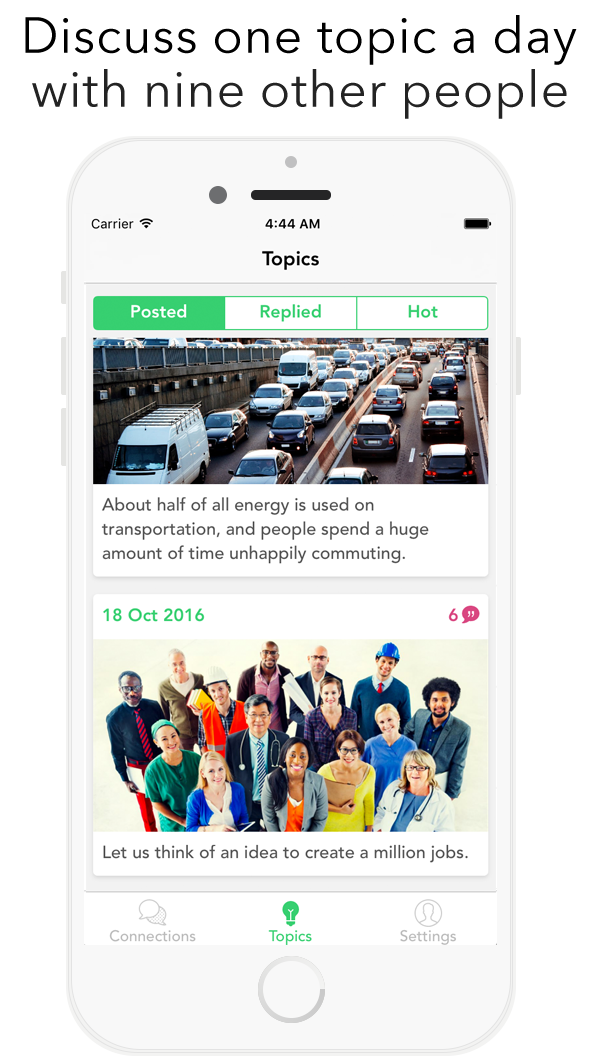 Discuss one topic a day
with nine other people
Carrier 4:44 AM
Topics
Posted Replied Hot
About half of all energy is used on
transportation, and people spend a huge
amount of time unhappily commuting.
18 Oct 2016 6
Let us think of an idea to create a million jobs.
Connections Topics Settings